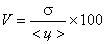 V = σ / <y> × 100